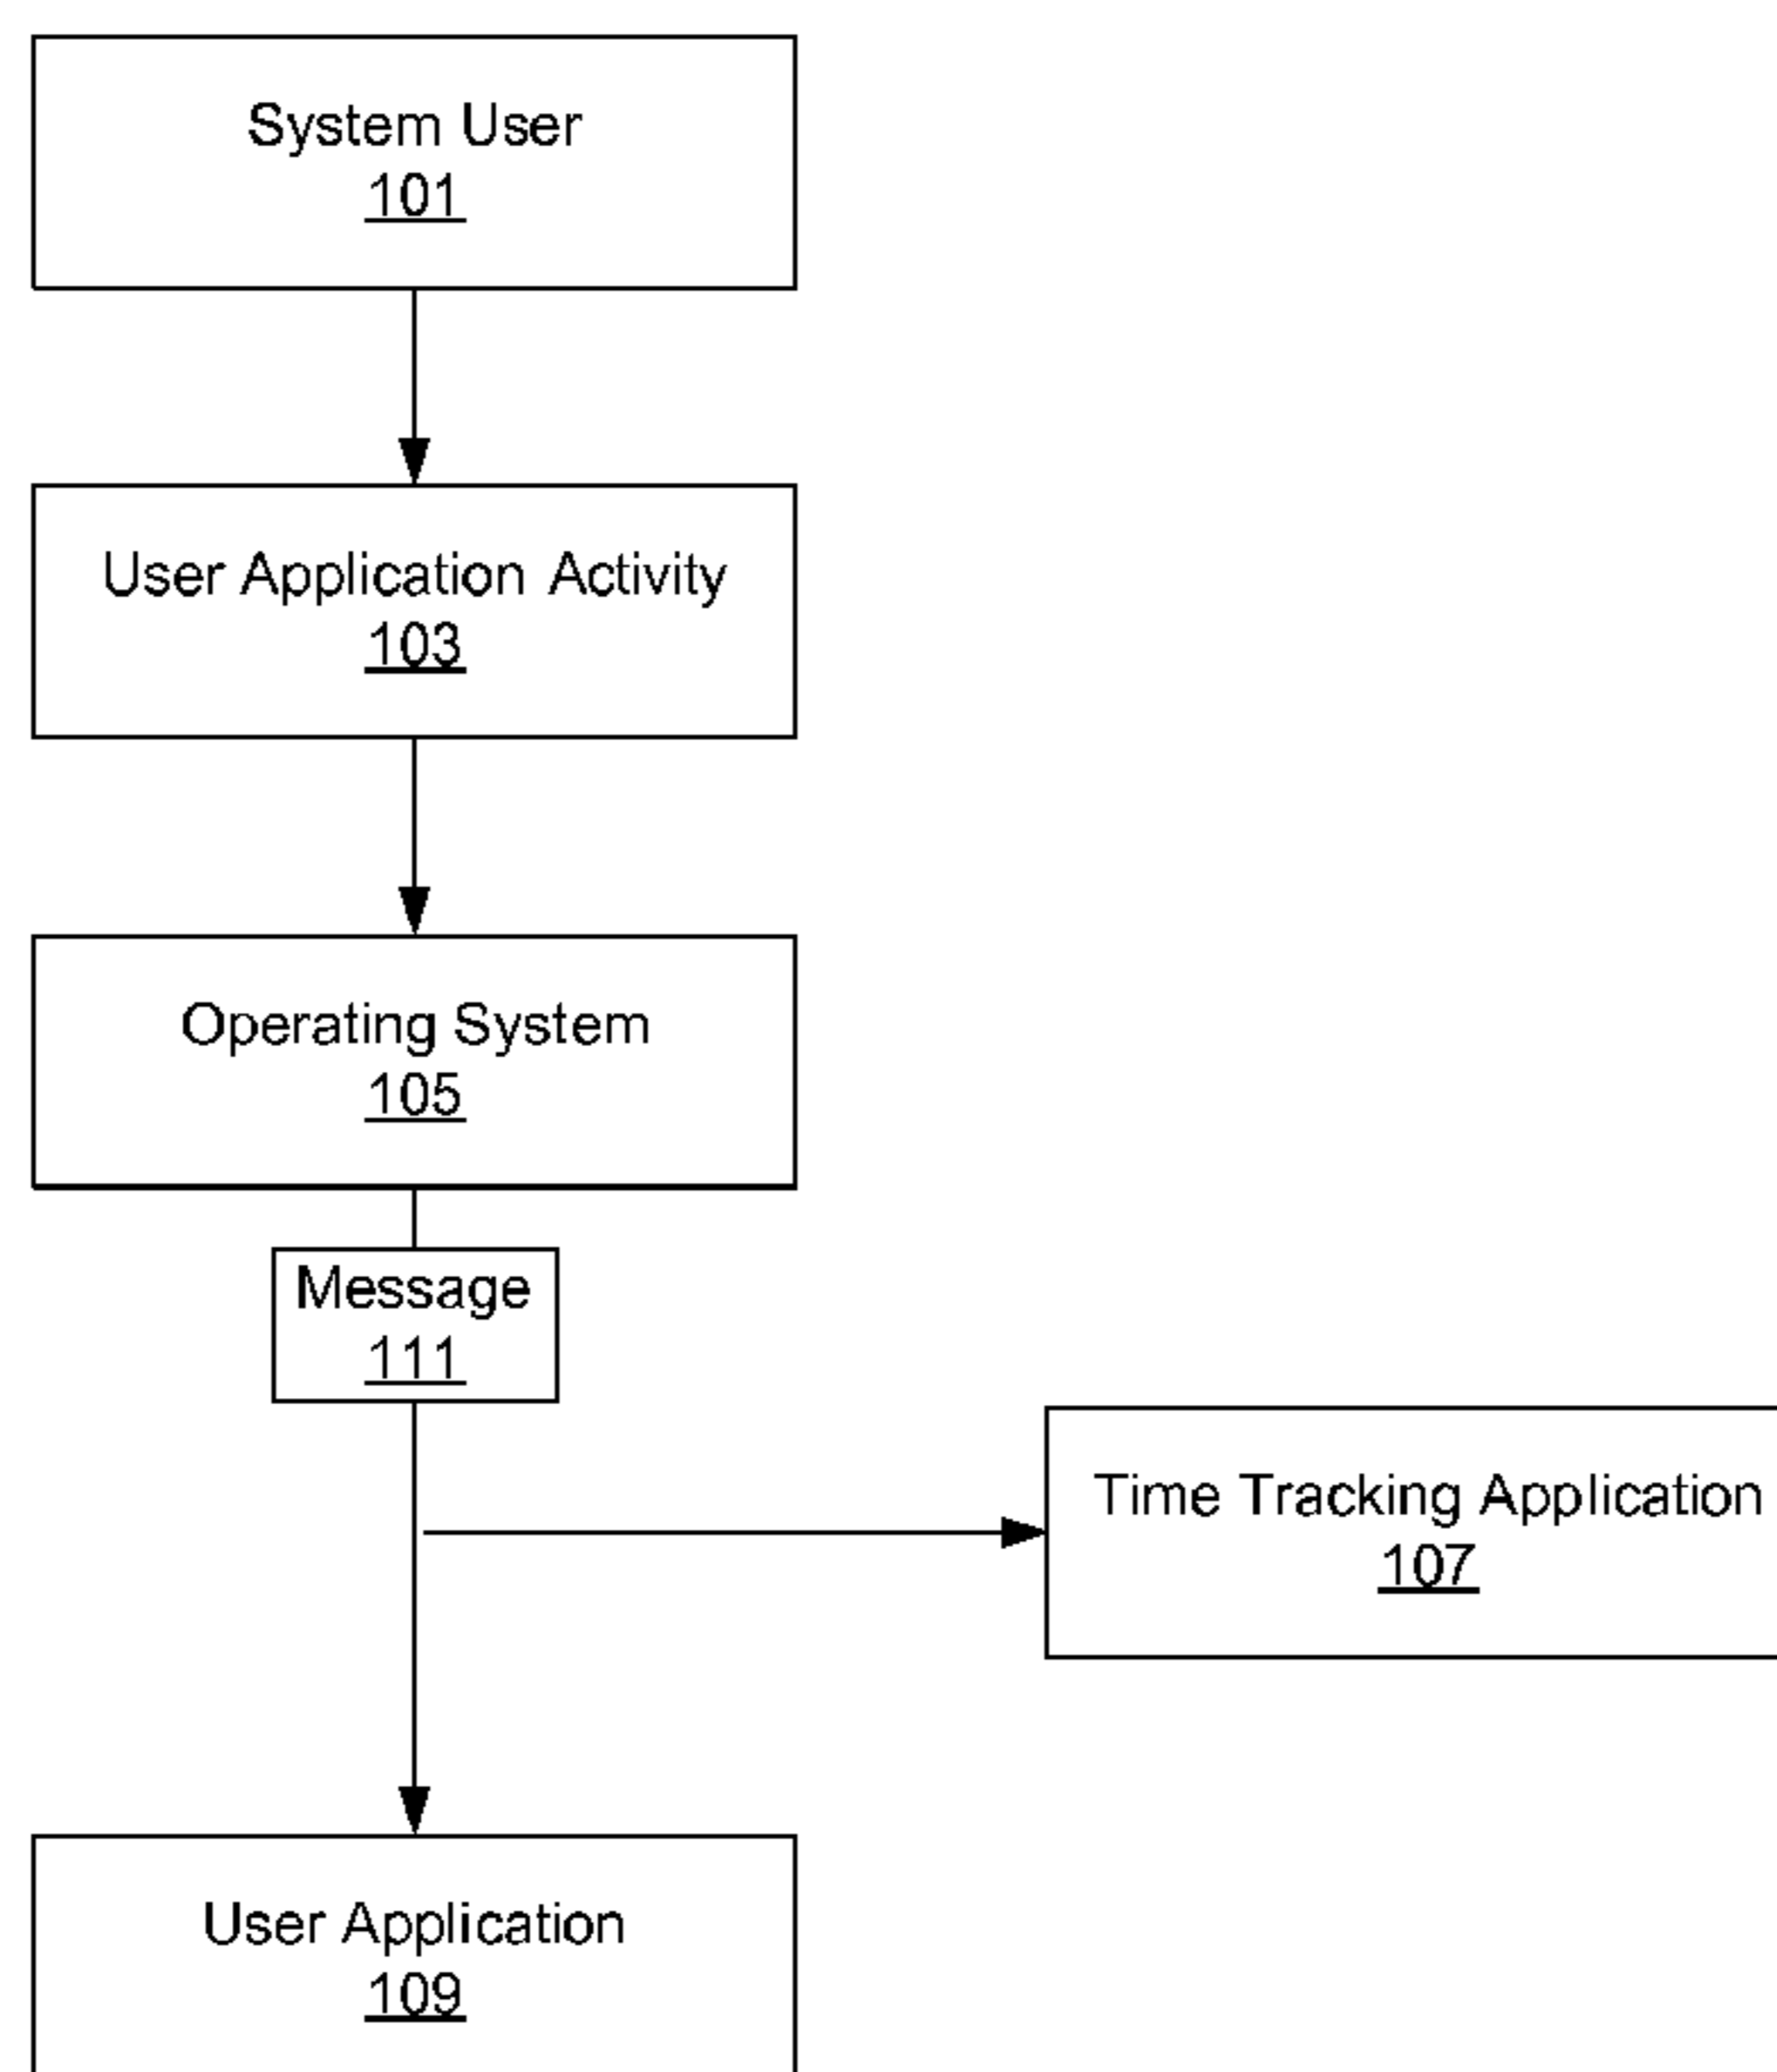 System User
101
User Application Activity
103
Operating System
105
Message
111
Time Tracking Application
107
User Application
109